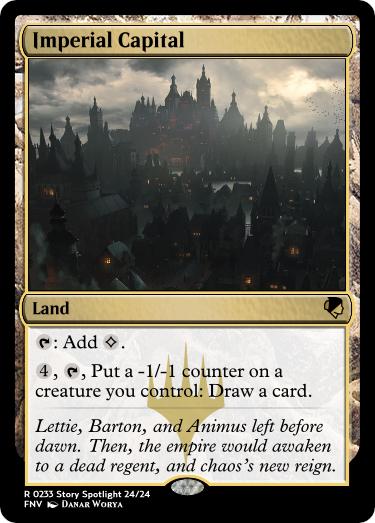 Imperial Capital
Land
: Add .
4, , Put a -1/-1 counter on a
creature you control: Draw a card.
Lettie, Barton, and Animus left before
dawn. Then, the empire would awaken
to a dead regent, and chaos's new reign.
R 0233 Story Spotlight 24/24
FNV Danar Worya